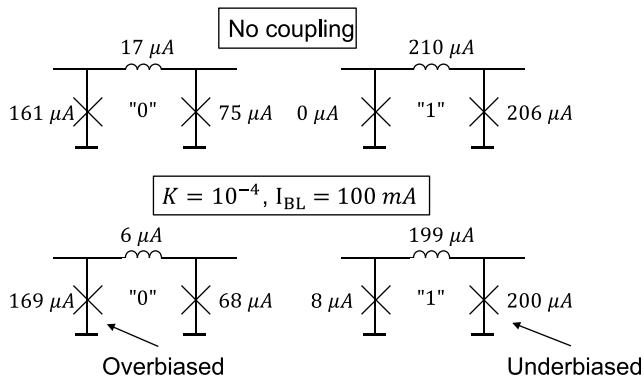 No coupling
17 μA 210 μA
161 μA "0" 75 μA 0 μA "1" 206 μA
K = 10⁻⁴, I_BL = 100 mA
6 μA 199 μA
169 μA "0" 68 μA 8 μA "1" 200 μA
Overbiased Underbiased